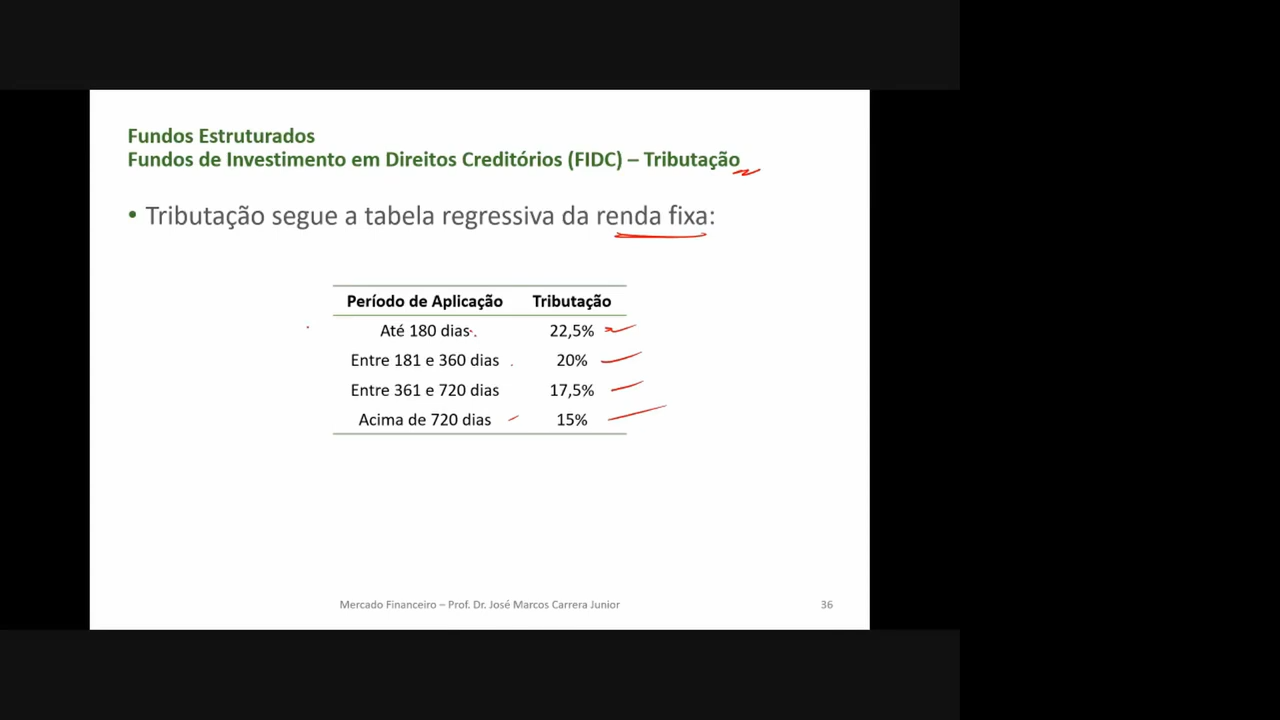 Fundos Estruturados
Fundos de Investimento em Direitos Creditórios (FIDC) – Tributação
• Tributação segue a tabela regressiva da renda fixa:
Período de Aplicação Tributação
Até 180 dias 22,5%
Entre 181 e 360 dias 20%
Entre 361 e 720 dias 17,5%
Acima de 720 dias 15%
Mercado Financeiro – Prof. Dr. José Marcos Carrera Junior 36